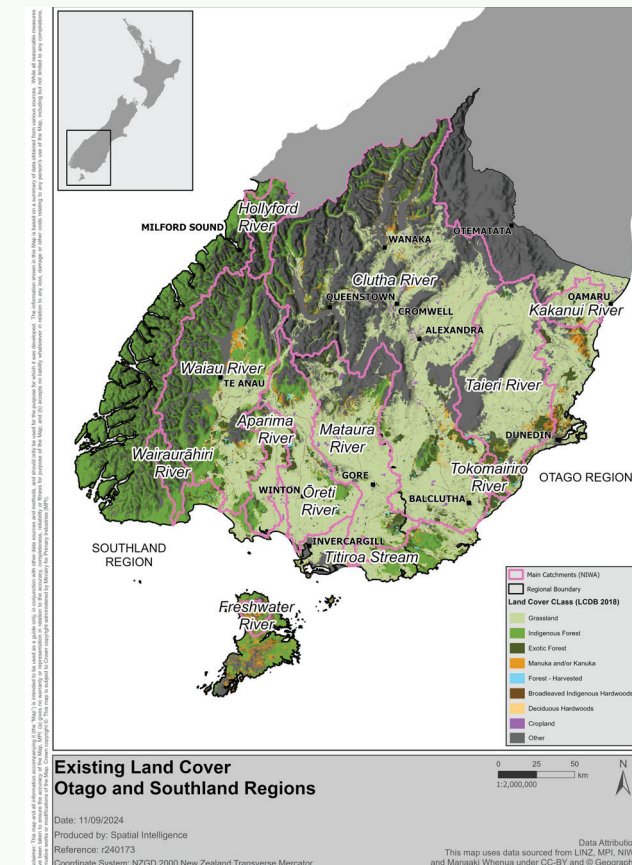 MILFORD SOUND
Hollyford
River
WANAKA
OTEMATATA
Clutha River
QUEENSTOWN
CROMWELL
ALEXANDRA
OAMARU
Kakanui River
Waiau River
TE ANAU
Taieri River
Aparima
River
Mataura
River
Wairaurāhiri
River
DUNEDIN
Tokomairiro
River
OTAGO REGION
GORE
WINTON
Ōreti
River
BALCLUTHA
INVERCARGILL
Titiroa Stream
SOUTHLAND
REGION
Freshwater
River
Main Catchments (NIWA)
Regional Boundary
Land Cover CLass (LCDB 2018)
Grassland
Indigenous Forest
Exotic Forest
Manuka and/or Kanuka
Forest - Harvested
Broadleaved Indigenous Hardwoods
Deciduous Hardwoods
Cropland
Other
Existing Land Cover
Otago and Southland Regions
0 25 50
km
1:2,000,000
N
Date: 11/09/2024
Produced by: Spatial Intelligence
Reference: r240173
Coordinate System: NZGD 2000 New Zealand Transverse Mercator
Data Attributio
This map uses data sourced from LINZ, MPI, NIW
and Manaaki Whenua under CC-BY and © Geograph